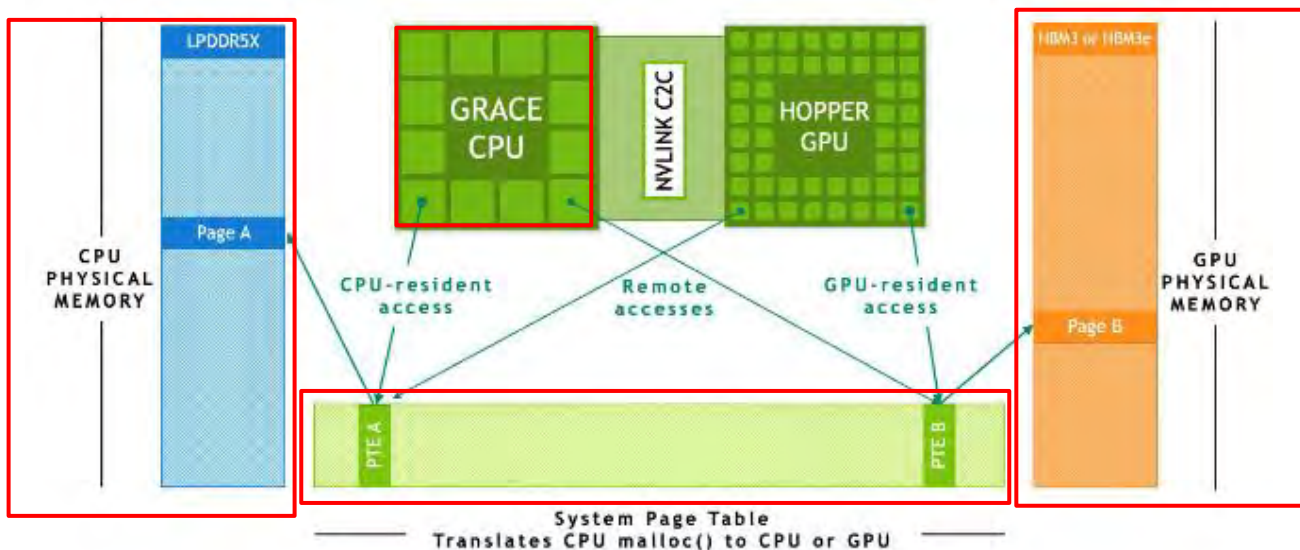 LPDDR5X
GRACE
CPU
NVLINK C2C
HOPPER
GPU
HBM3 or HBM3e
Page A
CPU
PHYSICAL
MEMORY
CPU-resident
access
Remote
accesses
GPU-resident
access
GPU
PHYSICAL
MEMORY
Page B
PTE A
PTE B
System Page Table
Translates CPU malloc() to CPU or GPU